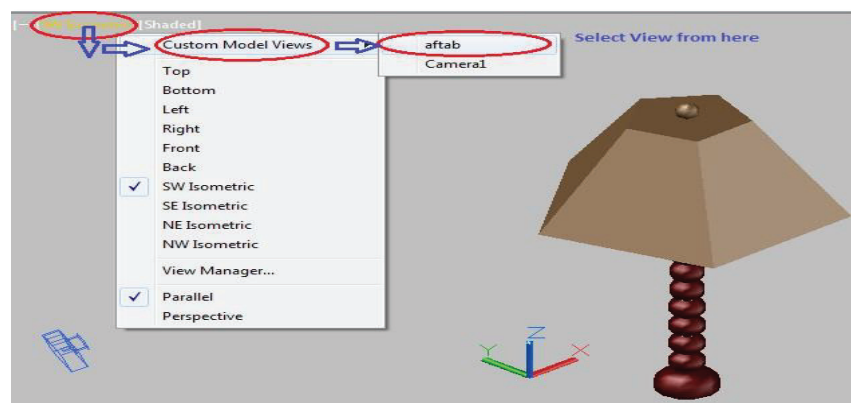 [Shaded]
Custom Model Views
aftab
Select View from here
Camera1
Top
Bottom
Left
Right
Front
Back
SW Isometric
SE Isometric
NE Isometric
NW Isometric
View Manager...
Parallel
Perspective
Z
Y
X